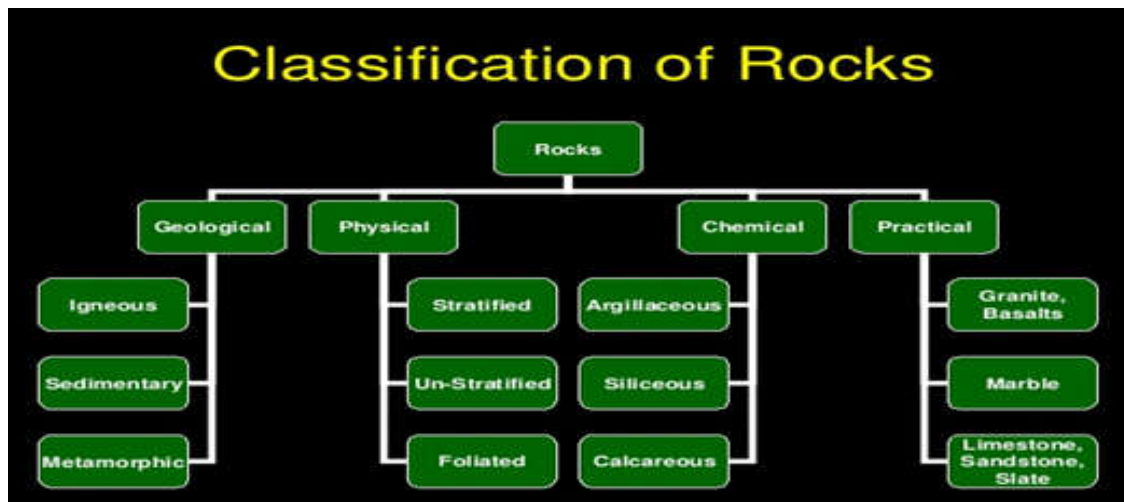 Classification of Rocks
Rocks
Geological
Physical
Chemical
Practical
Igneous
Sedimentary
Metamorphic
Stratified
Un-Stratified
Foliated
Argillaceous
Siliceous
Calcareous
Granite,
Basalts
Marble
Limestone,
Sandstone,
Slate